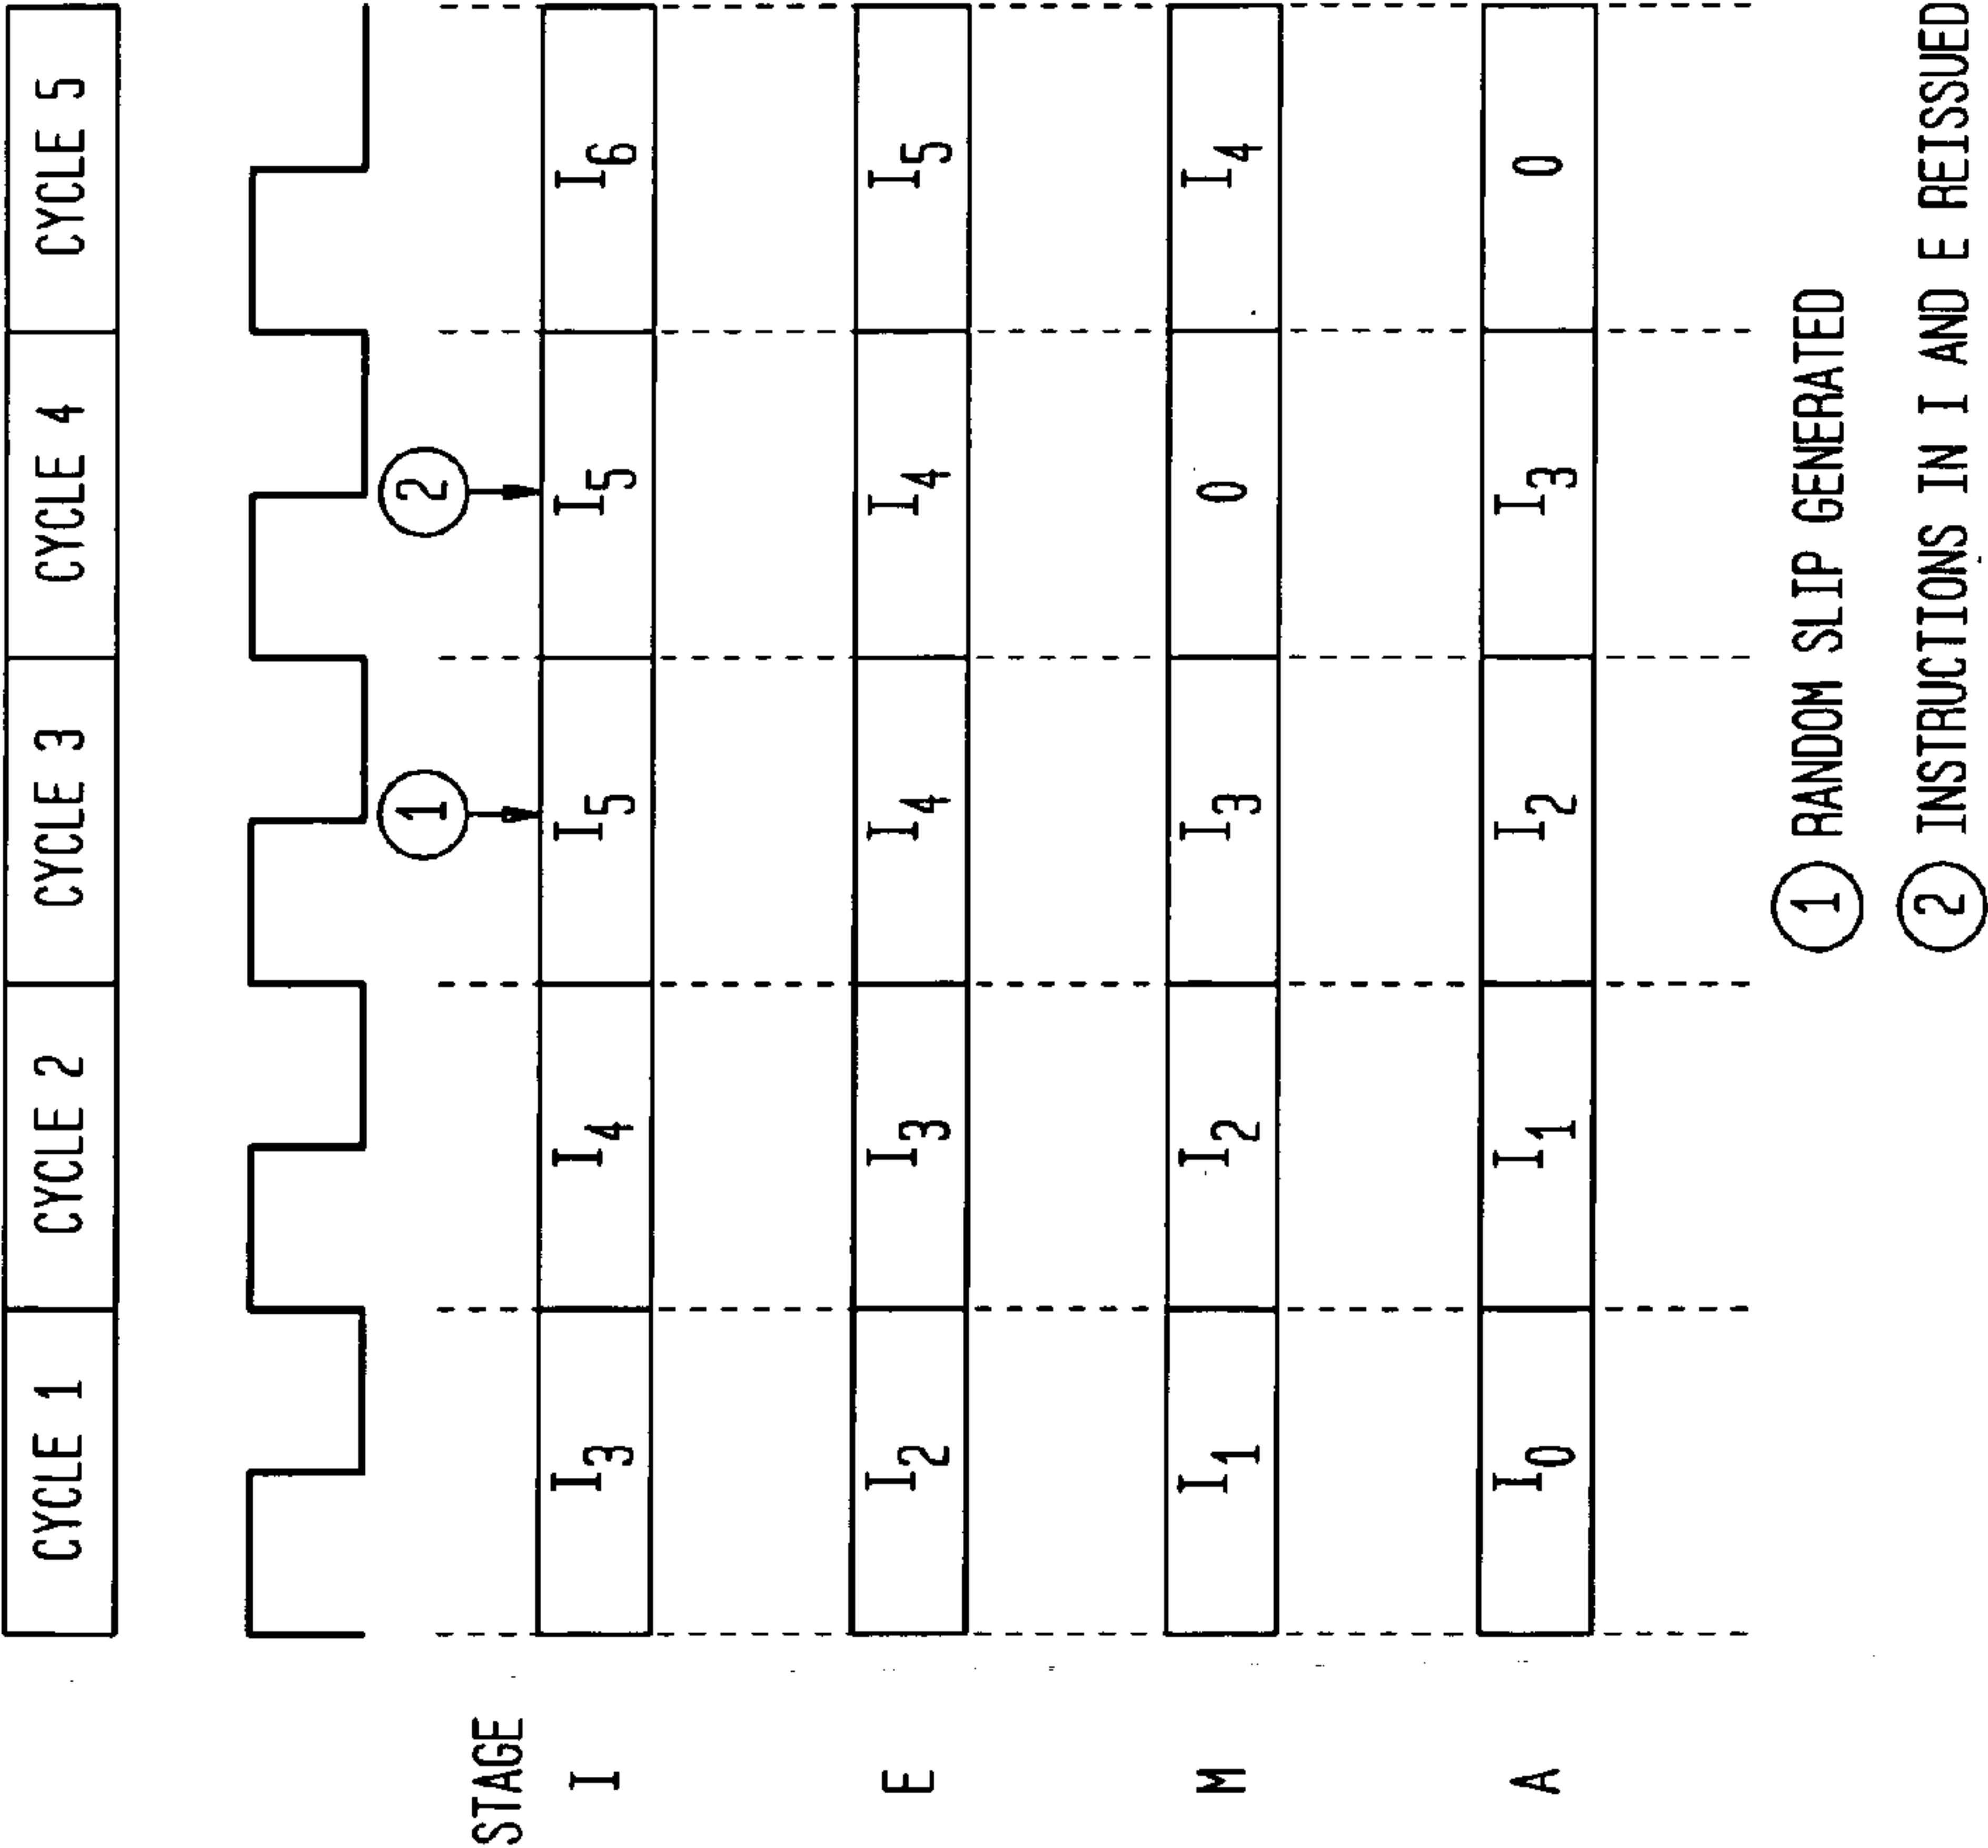 CYCLE 1 CYCLE 2 CYCLE 3 CYCLE 4 CYCLE 5
1 2
STAGE
I I3 I4 I5 I5 I6
E I2 I3 I4 I4 I5
M I1 I2 I3 0 I4
A I0 I1 I2 I3 0
1 RANDOM SLIP GENERATED
2 INSTRUCTIONS IN I AND E REISSUED